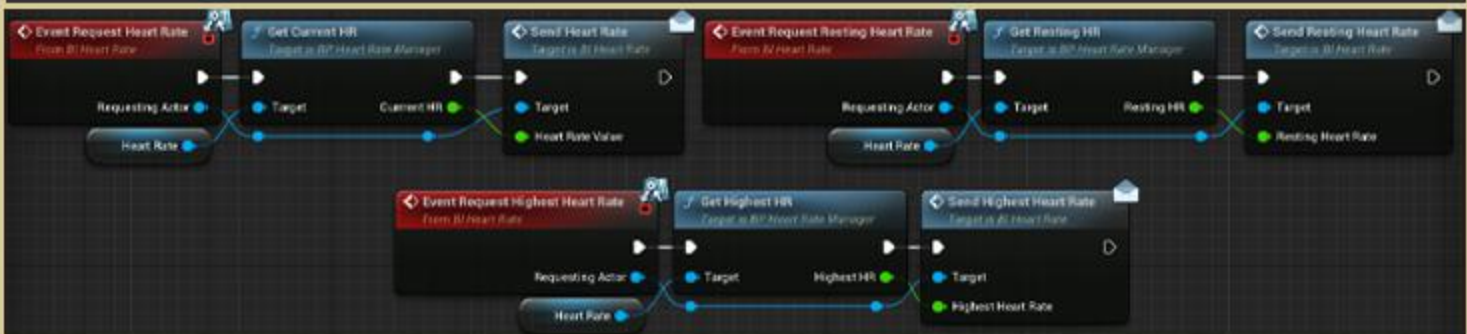 Event Request Heart Rate
From BI Heart Rate
Requesting Actor
Heart Rate
Get Current HR
Target is BP Heart Rate Manager
Target
Current HR
Send Heart Rate
Target is BI Heart Rate
Target
Heart Rate Value
Event Request Resting Heart Rate
From BI Heart Rate
Requesting Actor
Heart Rate
Get Resting HR
Target is BP Heart Rate Manager
Target
Resting HR
Send Resting Heart Rate
Target is BI Heart Rate
Target
Resting Heart Rate
Event Request Highest Heart Rate
From BI Heart Rate
Requesting Actor
Heart Rate
Get Highest HR
Target is BP Heart Rate Manager
Target
Highest HR
Send Highest Heart Rate
Target is BI Heart Rate
Target
Highest Heart Rate